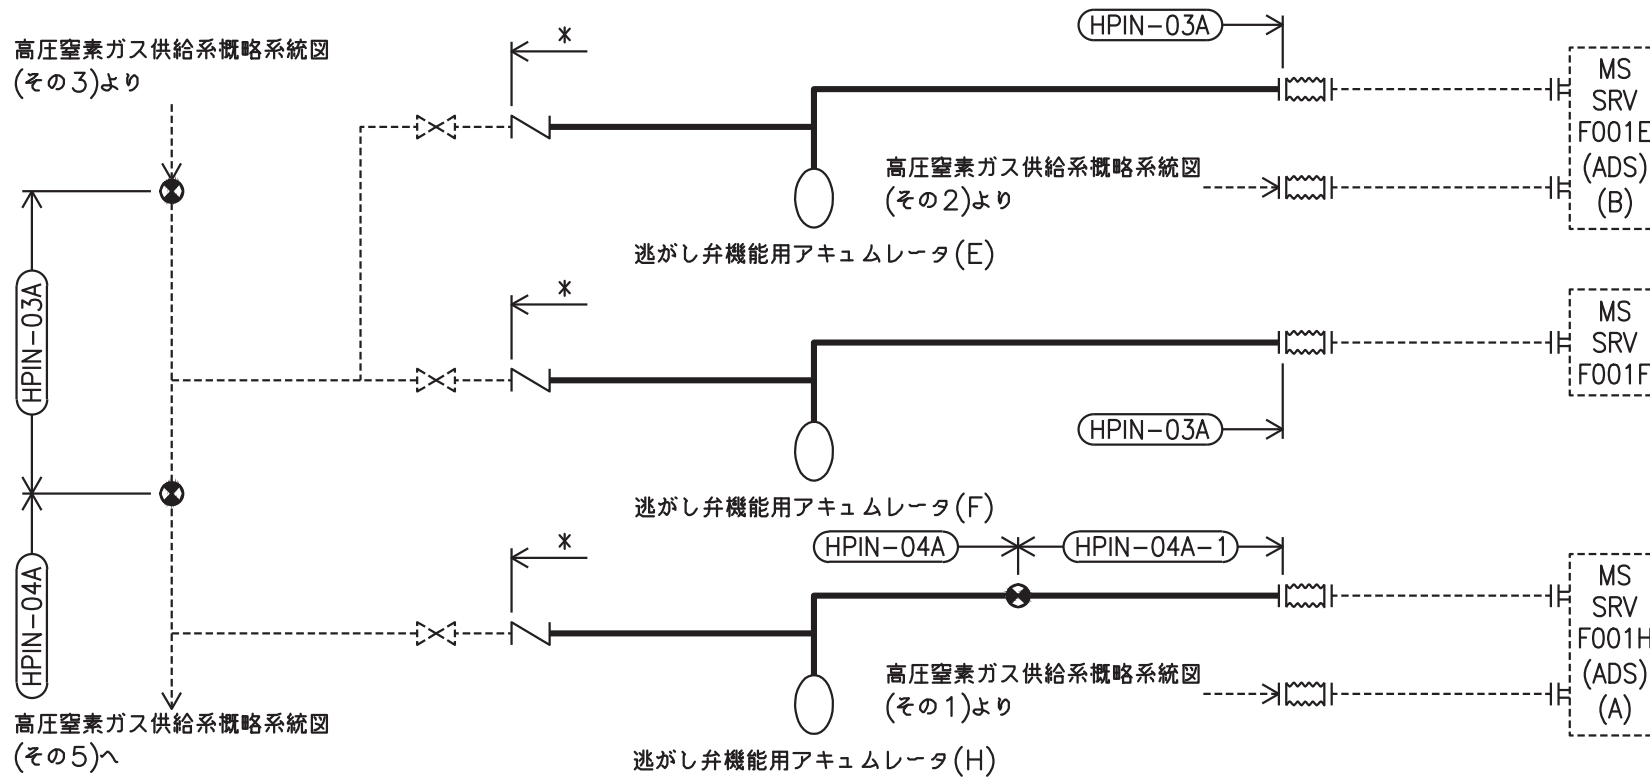 高圧窒素ガス供給系概略系統図
(その3)より
*
HPIN-03A
MS
SRV
F001E
(ADS)
(B)
高圧窒素ガス供給系概略系統図
(その2)より
逃がし弁機能用アキュムレータ(E)
HPIN-03A
*
MS
SRV
F001F
HPIN-03A
逃がし弁機能用アキュムレータ(F)
HPIN-04A
*
HPIN-04A
HPIN-04A-1
MS
SRV
F001H
(ADS)
(A)
高圧窒素ガス供給系概略系統図
(その1)より
高圧窒素ガス供給系概略系統図
(その5)へ
逃がし弁機能用アキュムレータ(H)